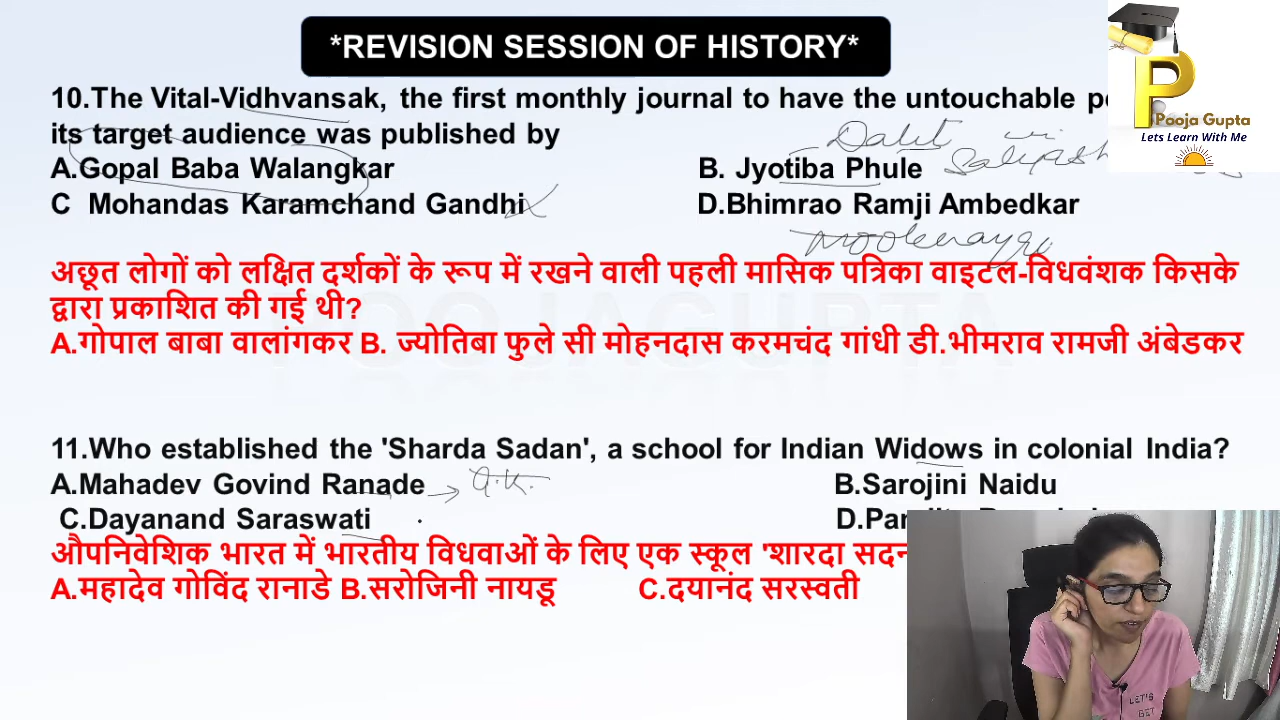 *REVISION SESSION OF HISTORY*
P
Pooja Gupta
Lets Learn With Me
10.The Vital-Vidhvansak, the first monthly journal to have the untouchable
its target audience was published by
Dalit
A.Gopal Baba Walangkar B. Jyotiba Phule
C Mohandas Karamchand Gandhi D.Bhimrao Ramji Ambedkar
अछूत लोगों को लक्षित दर्शकों के रूप में रखने वाली पहली मासिक पत्रिका वाइटल-विधवंशक किसके
द्वारा प्रकाशित की गई थी?
POOJAGUPTA
A.गोपाल बाबा वालांगकर B. ज्योतिबा फुले सी मोहनदास करमचंद गांधी डी.भीमराव रामजी अंबेडकर
11.Who established the 'Sharda Sadan', a school for Indian Widows in colonial India?
A.Mahadev Govind Ranade B.Sarojini Naidu
C.Dayanand Saraswati
औपनिवेशिक भारत में भारतीय विधवाओं के लिए एक स्कूल 'शारदा सदन
A.महादेव गोविंद रानाडे B.सरोजिनी नायडू C.दयानंद सरस्वती
LET'S
GET